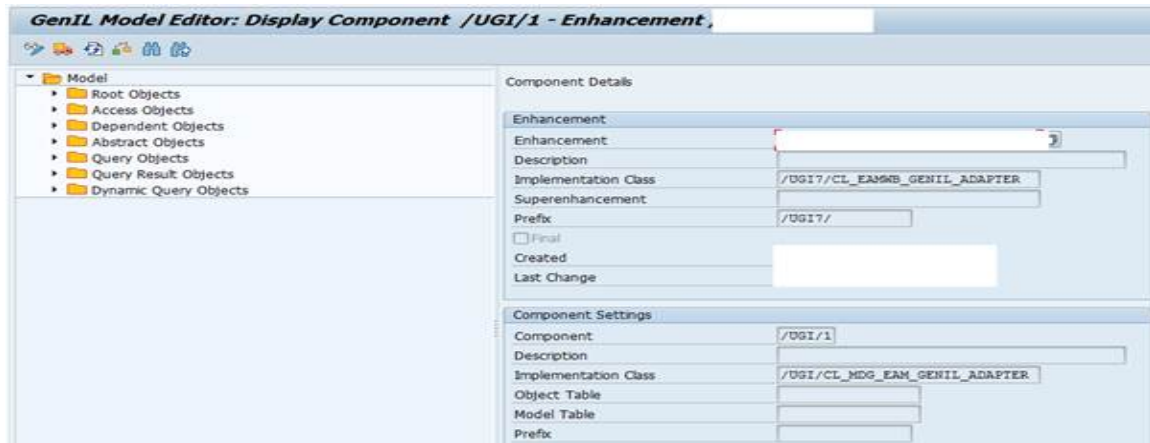 GenIL Model Editor: Display Component /UGI/1 - Enhancement /
Model
Root Objects
Access Objects
Dependent Objects
Abstract Objects
Query Objects
Query Result Objects
Dynamic Query Objects
Component Details
Enhancement
Enhancement
Description
Implementation Class /UGI7/CL_EAMWB_GENIL_ADAPTER
Superenhancement
Prefix /UGI7/
Final
Created
Last Change
Component Settings
Component /UGI/1
Description
Implementation Class /UGI/CL_MDG_EAM_GENIL_ADAPTER
Object Table
Model Table
Prefix